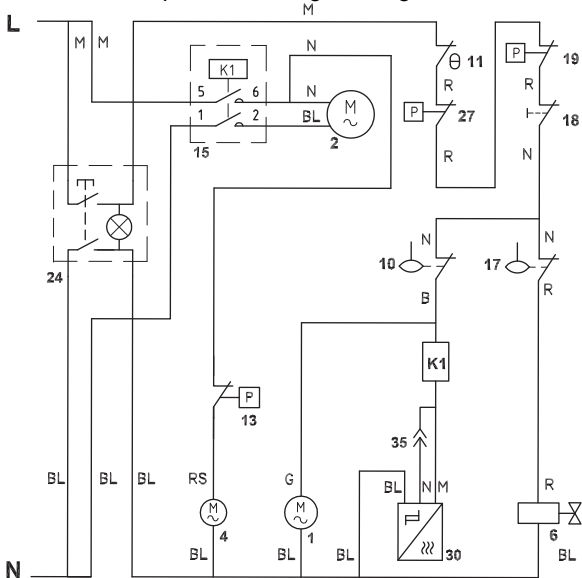 M
L
M M N P 19
K1 11
R R
5 6 N
P 27 18
1 2 BL M
15 2
R N
24
N N
10 17
B R
K1
P
13 35
BL BL BL RS G BL N M R
M M
4 1 30 6
BL BL BL BL
N